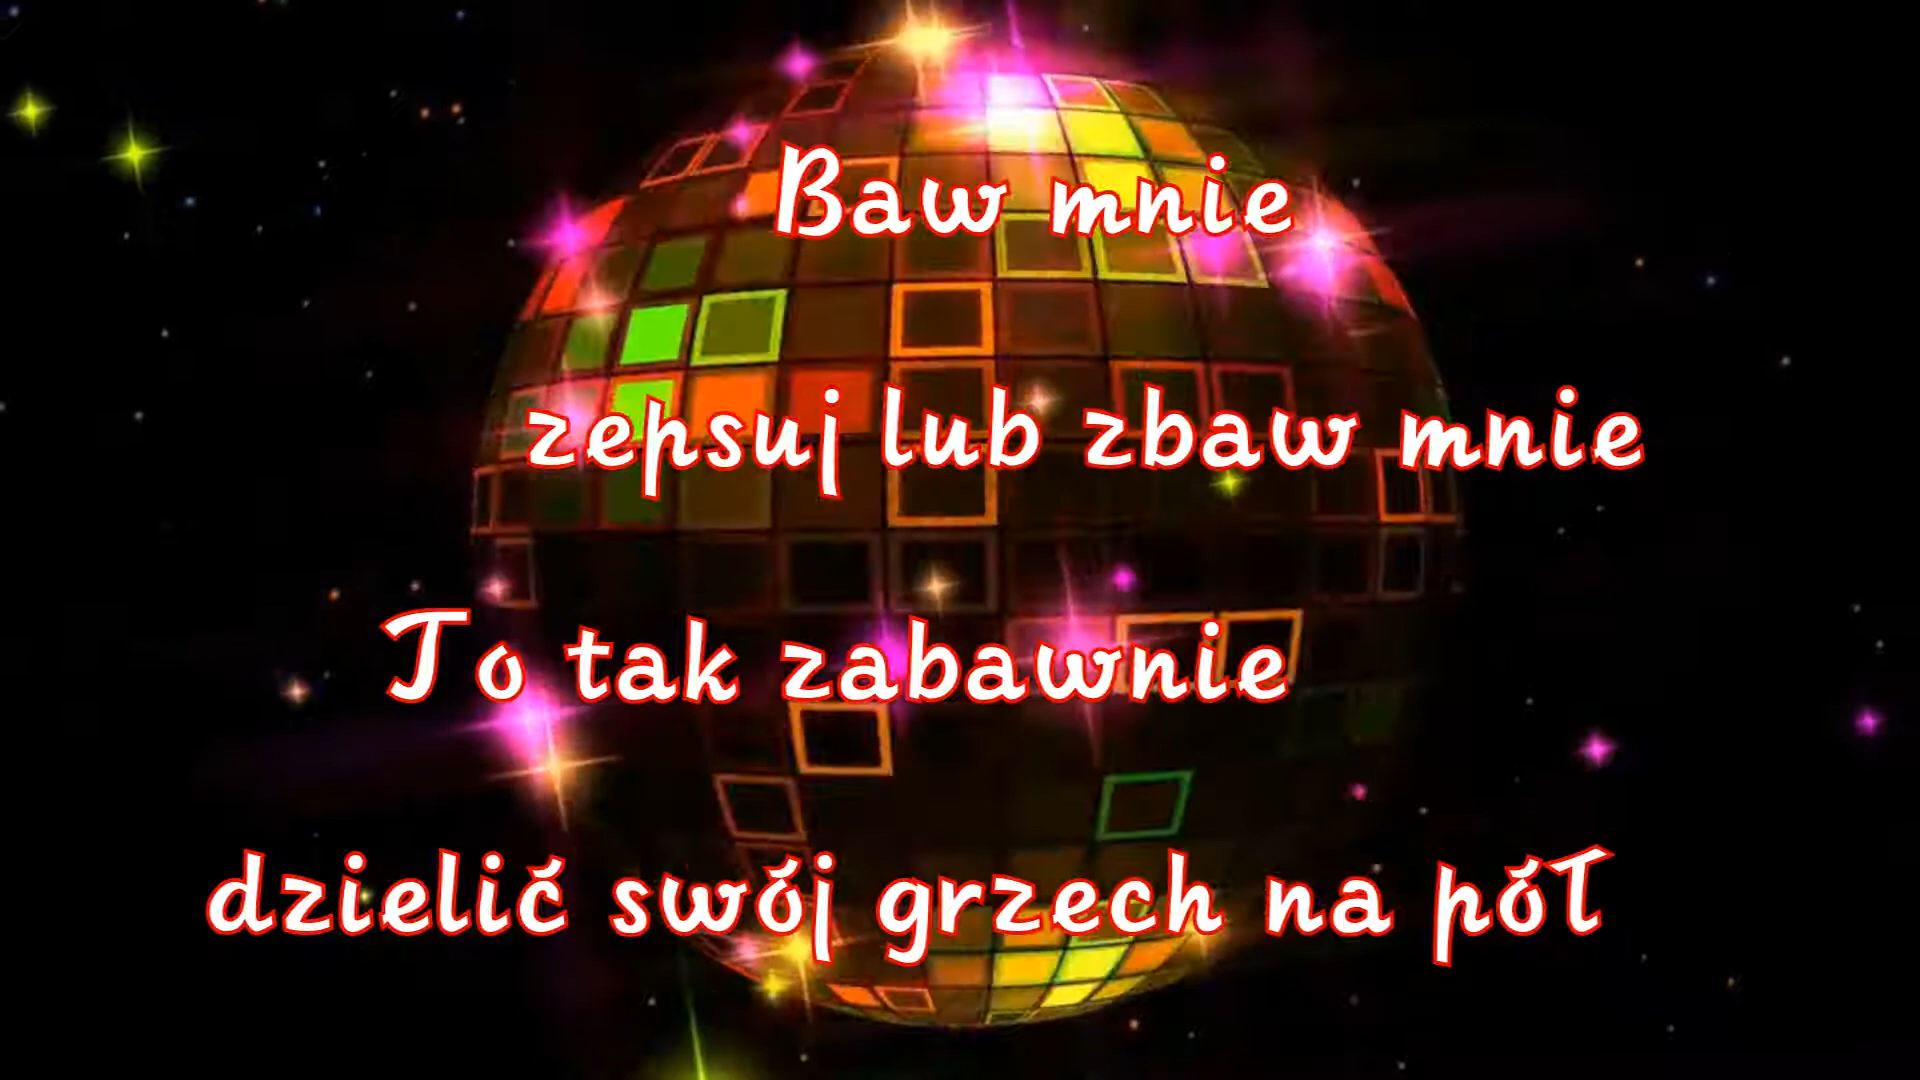 Baw mnie
zepsuj lub zbaw mnie
To tak zabawnie
dzielić swój grzech na pół